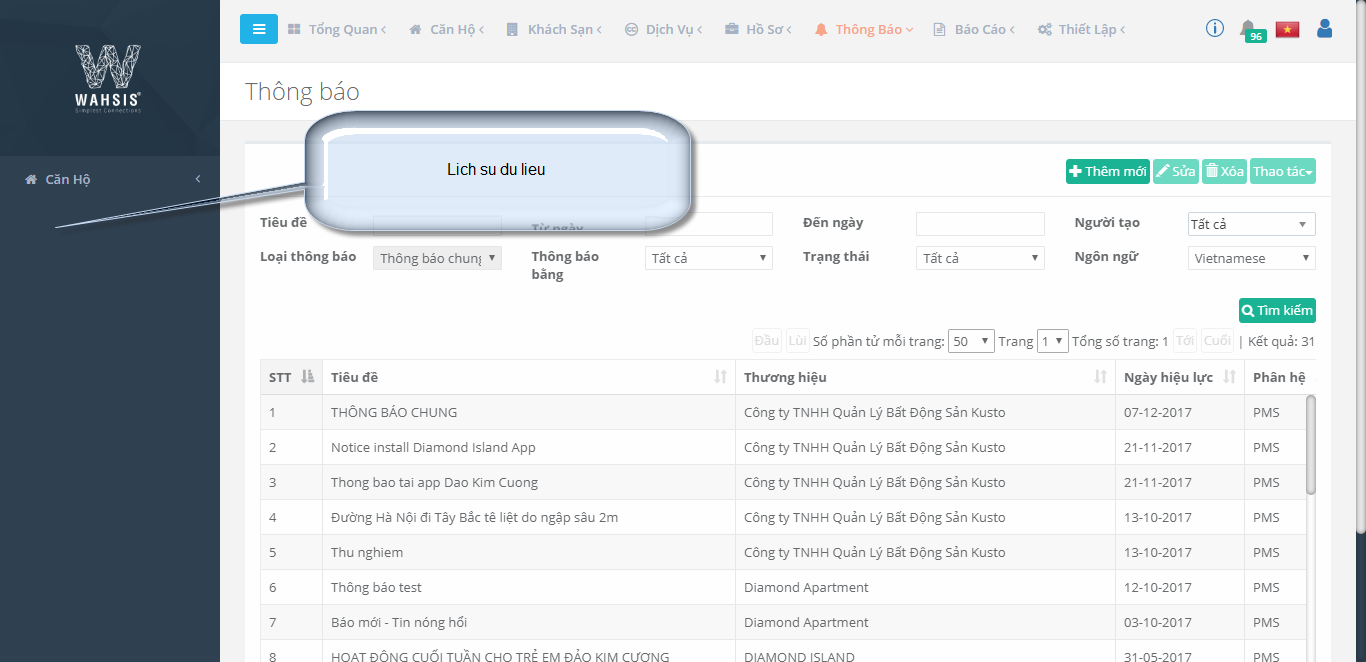 WAHSIS
Simplest Connections
Căn Hộ
Tổng Quan Căn Hộ Khách Sạn Dịch Vụ Hồ Sơ Thông Báo Báo Cáo Thiết Lập 96
Thông báo
Lich su du lieu
Thêm mới Sửa Xóa Thao tác
Tiêu đề Từ ngày Đến ngày Người tạo Tất cả
Loại thông báo Thông báo chung Thông báo bằng Tất cả Trạng thái Tất cả Ngôn ngữ Vietnamese
Tìm kiếm
Đầu Lùi Số phần tử mỗi trang: 50 Trang 1 Tổng số trang: 1 Tới Cuối | Kết quả: 31
STT Tiêu đề Thương hiệu Ngày hiệu lực Phân hệ
1 THÔNG BÁO CHUNG Công ty TNHH Quản Lý Bất Động Sản Kusto 07-12-2017 PMS
2 Notice install Diamond Island App Công ty TNHH Quản Lý Bất Động Sản Kusto 21-11-2017 PMS
3 Thong bao tai app Dao Kim Cuong Công ty TNHH Quản Lý Bất Động Sản Kusto 21-11-2017 PMS
4 Đường Hà Nội đi Tây Bắc tê liệt do ngập sâu 2m Công ty TNHH Quản Lý Bất Động Sản Kusto 13-10-2017 PMS
5 Thu nghiem Công ty TNHH Quản Lý Bất Động Sản Kusto 13-10-2017 PMS
6 Thông báo test Diamond Apartment 12-10-2017 PMS
7 Báo mới - Tin nóng hổi Diamond Apartment 03-10-2017 PMS
8 HOẠT ĐỘNG CUỐI TUẦN CHO TRẺ EM ĐẢO KIM CƯƠNG DIAMOND ISLAND 31-05-2017 PMS